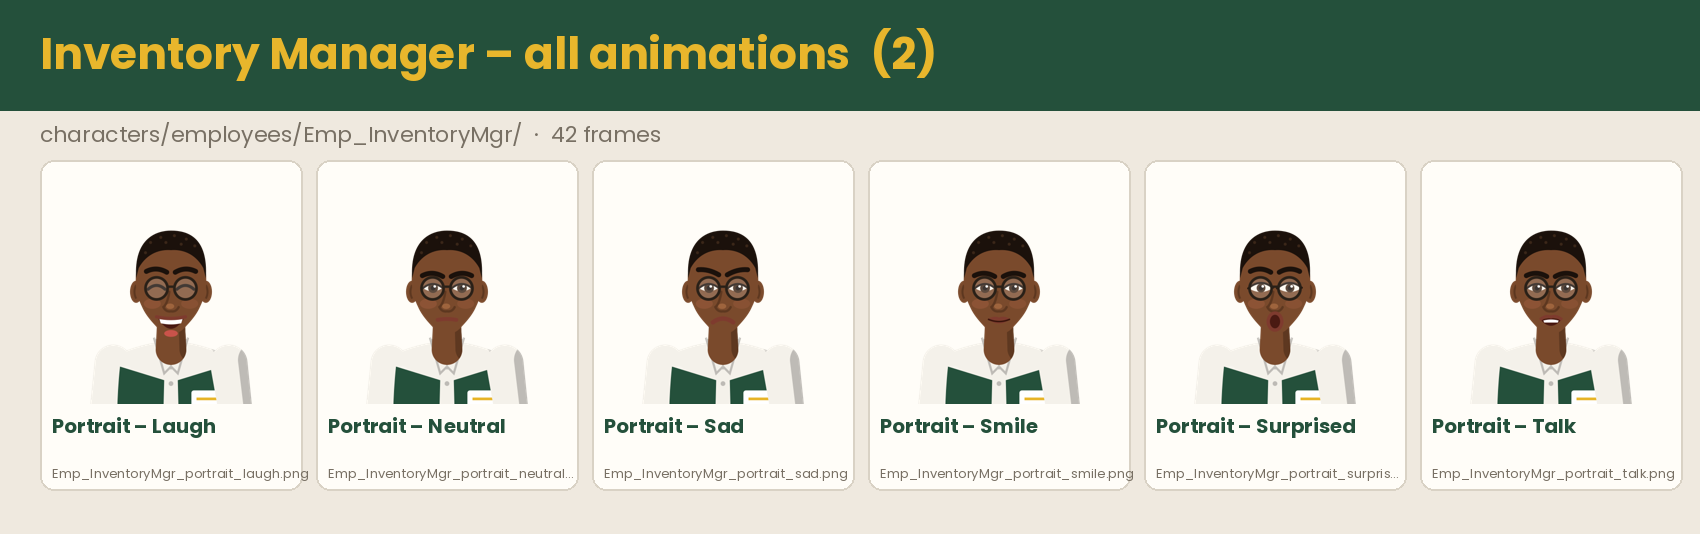 Inventory Manager – all animations (2)
characters/employees/Emp_InventoryMgr/ · 42 frames
Portrait – Laugh
Emp_InventoryMgr_portrait_laugh.png
Portrait – Neutral
Emp_InventoryMgr_portrait_neutral...
Portrait – Sad
Emp_InventoryMgr_portrait_sad.png
Portrait – Smile
Emp_InventoryMgr_portrait_smile.png
Portrait – Surprised
Emp_InventoryMgr_portrait_surpris...
Portrait – Talk
Emp_InventoryMgr_portrait_talk.png